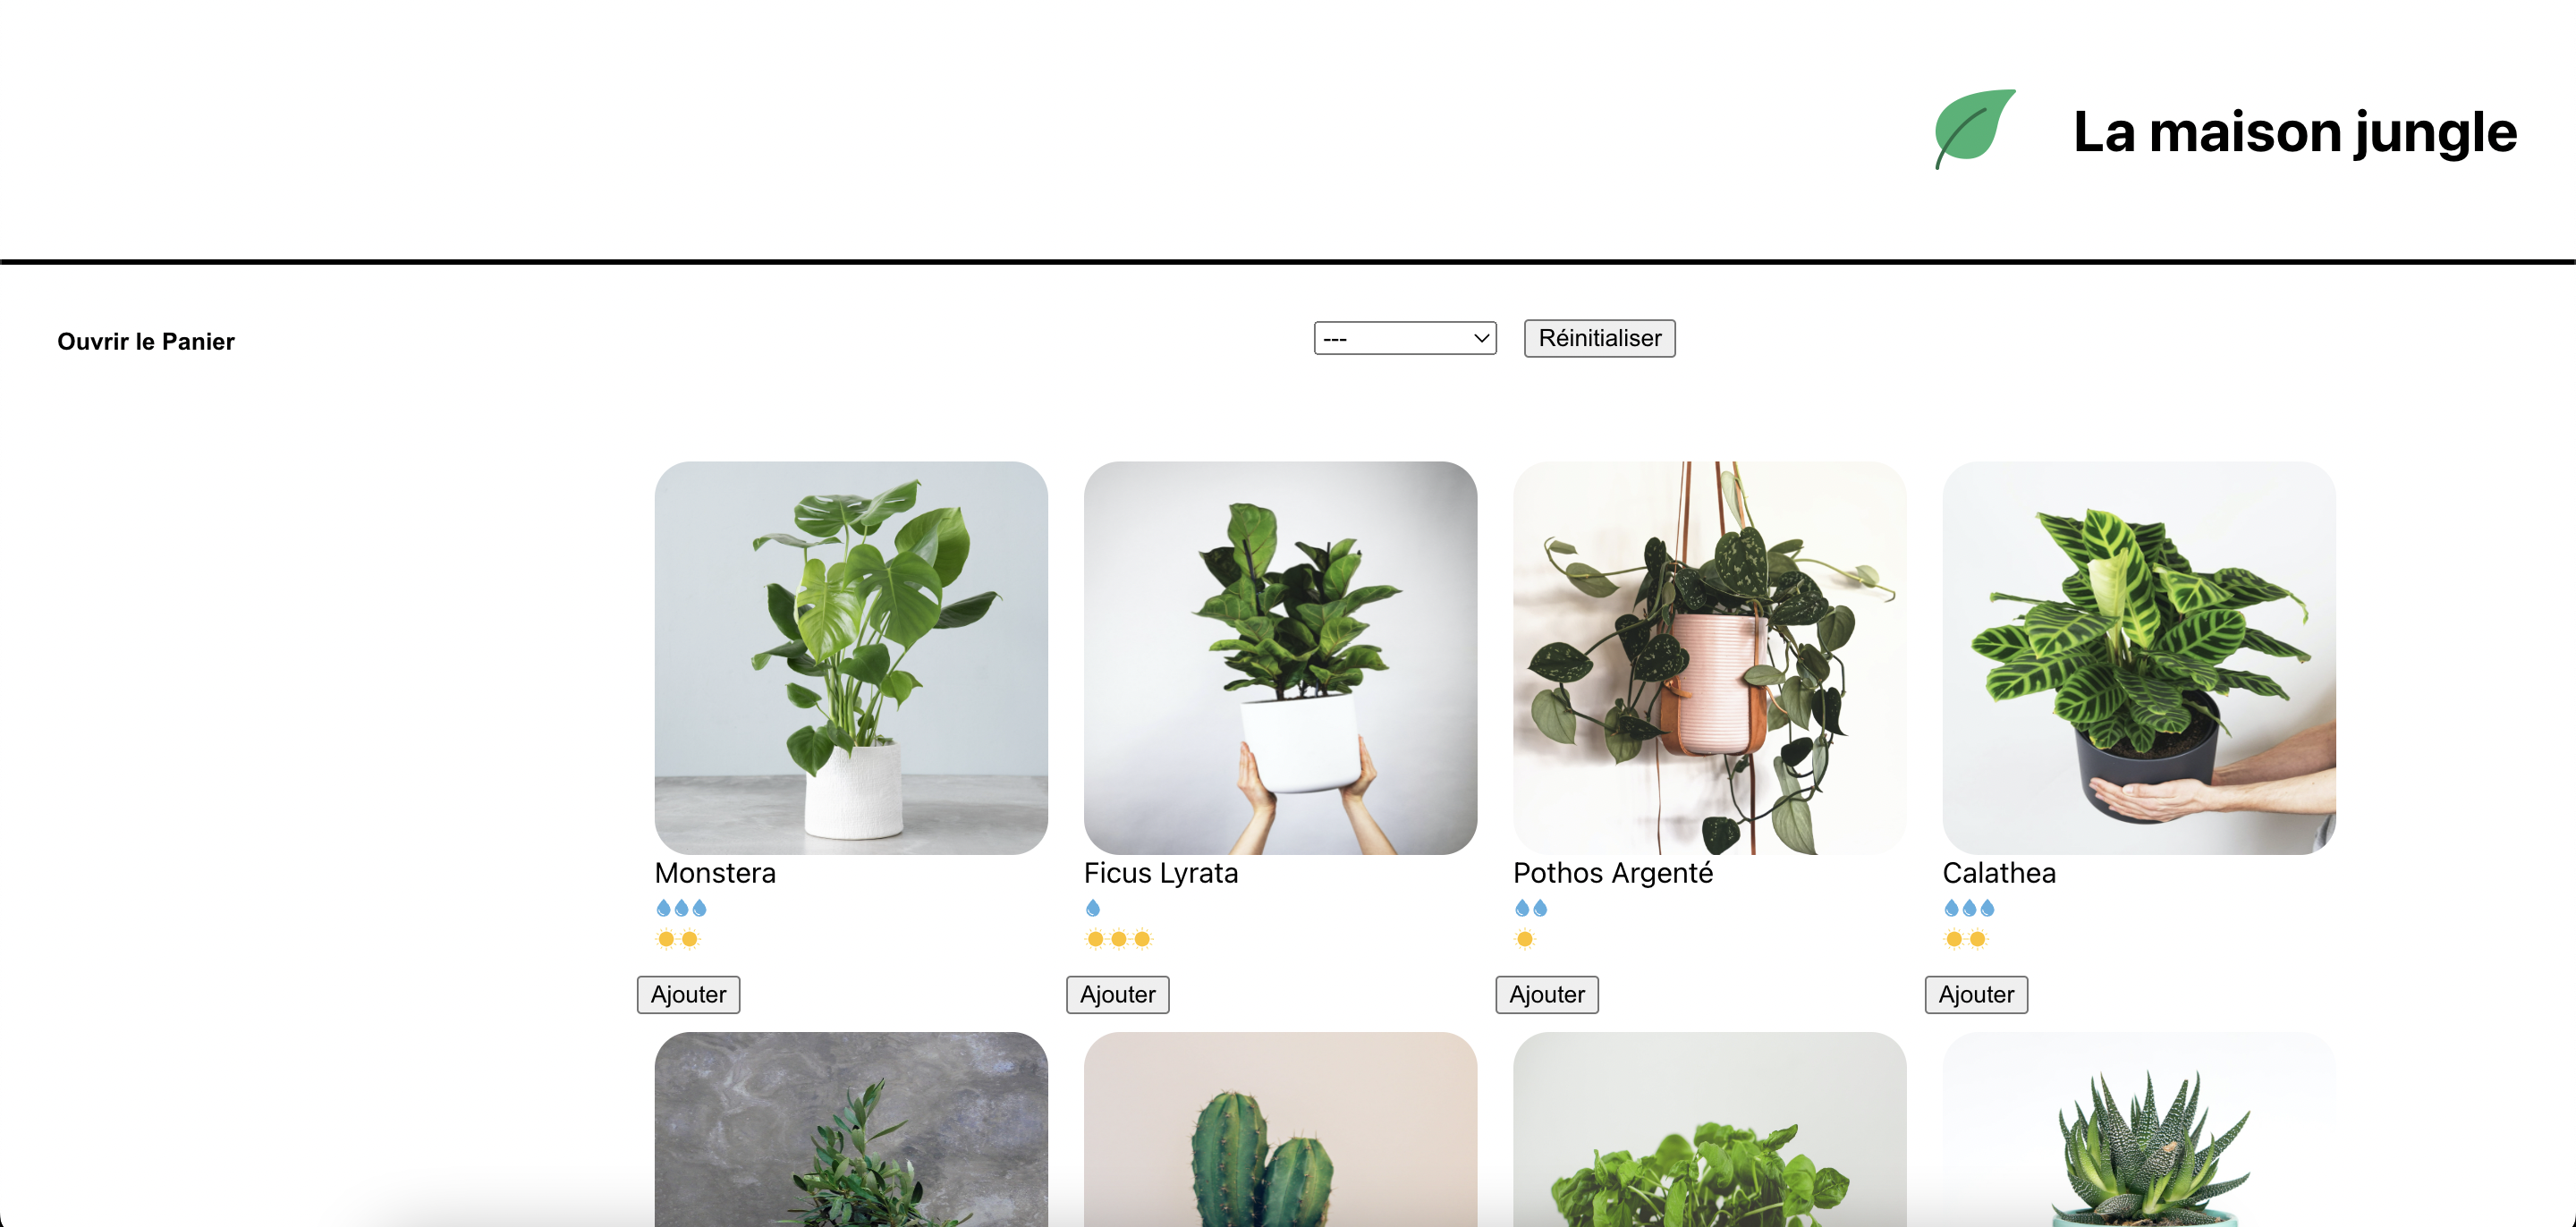 La maison jungle
Ouvrir le Panier
---
Réinitialiser
Monstera
Ficus Lyrata
Pothos Argenté
Calathea
Ajouter
Ajouter
Ajouter
Ajouter